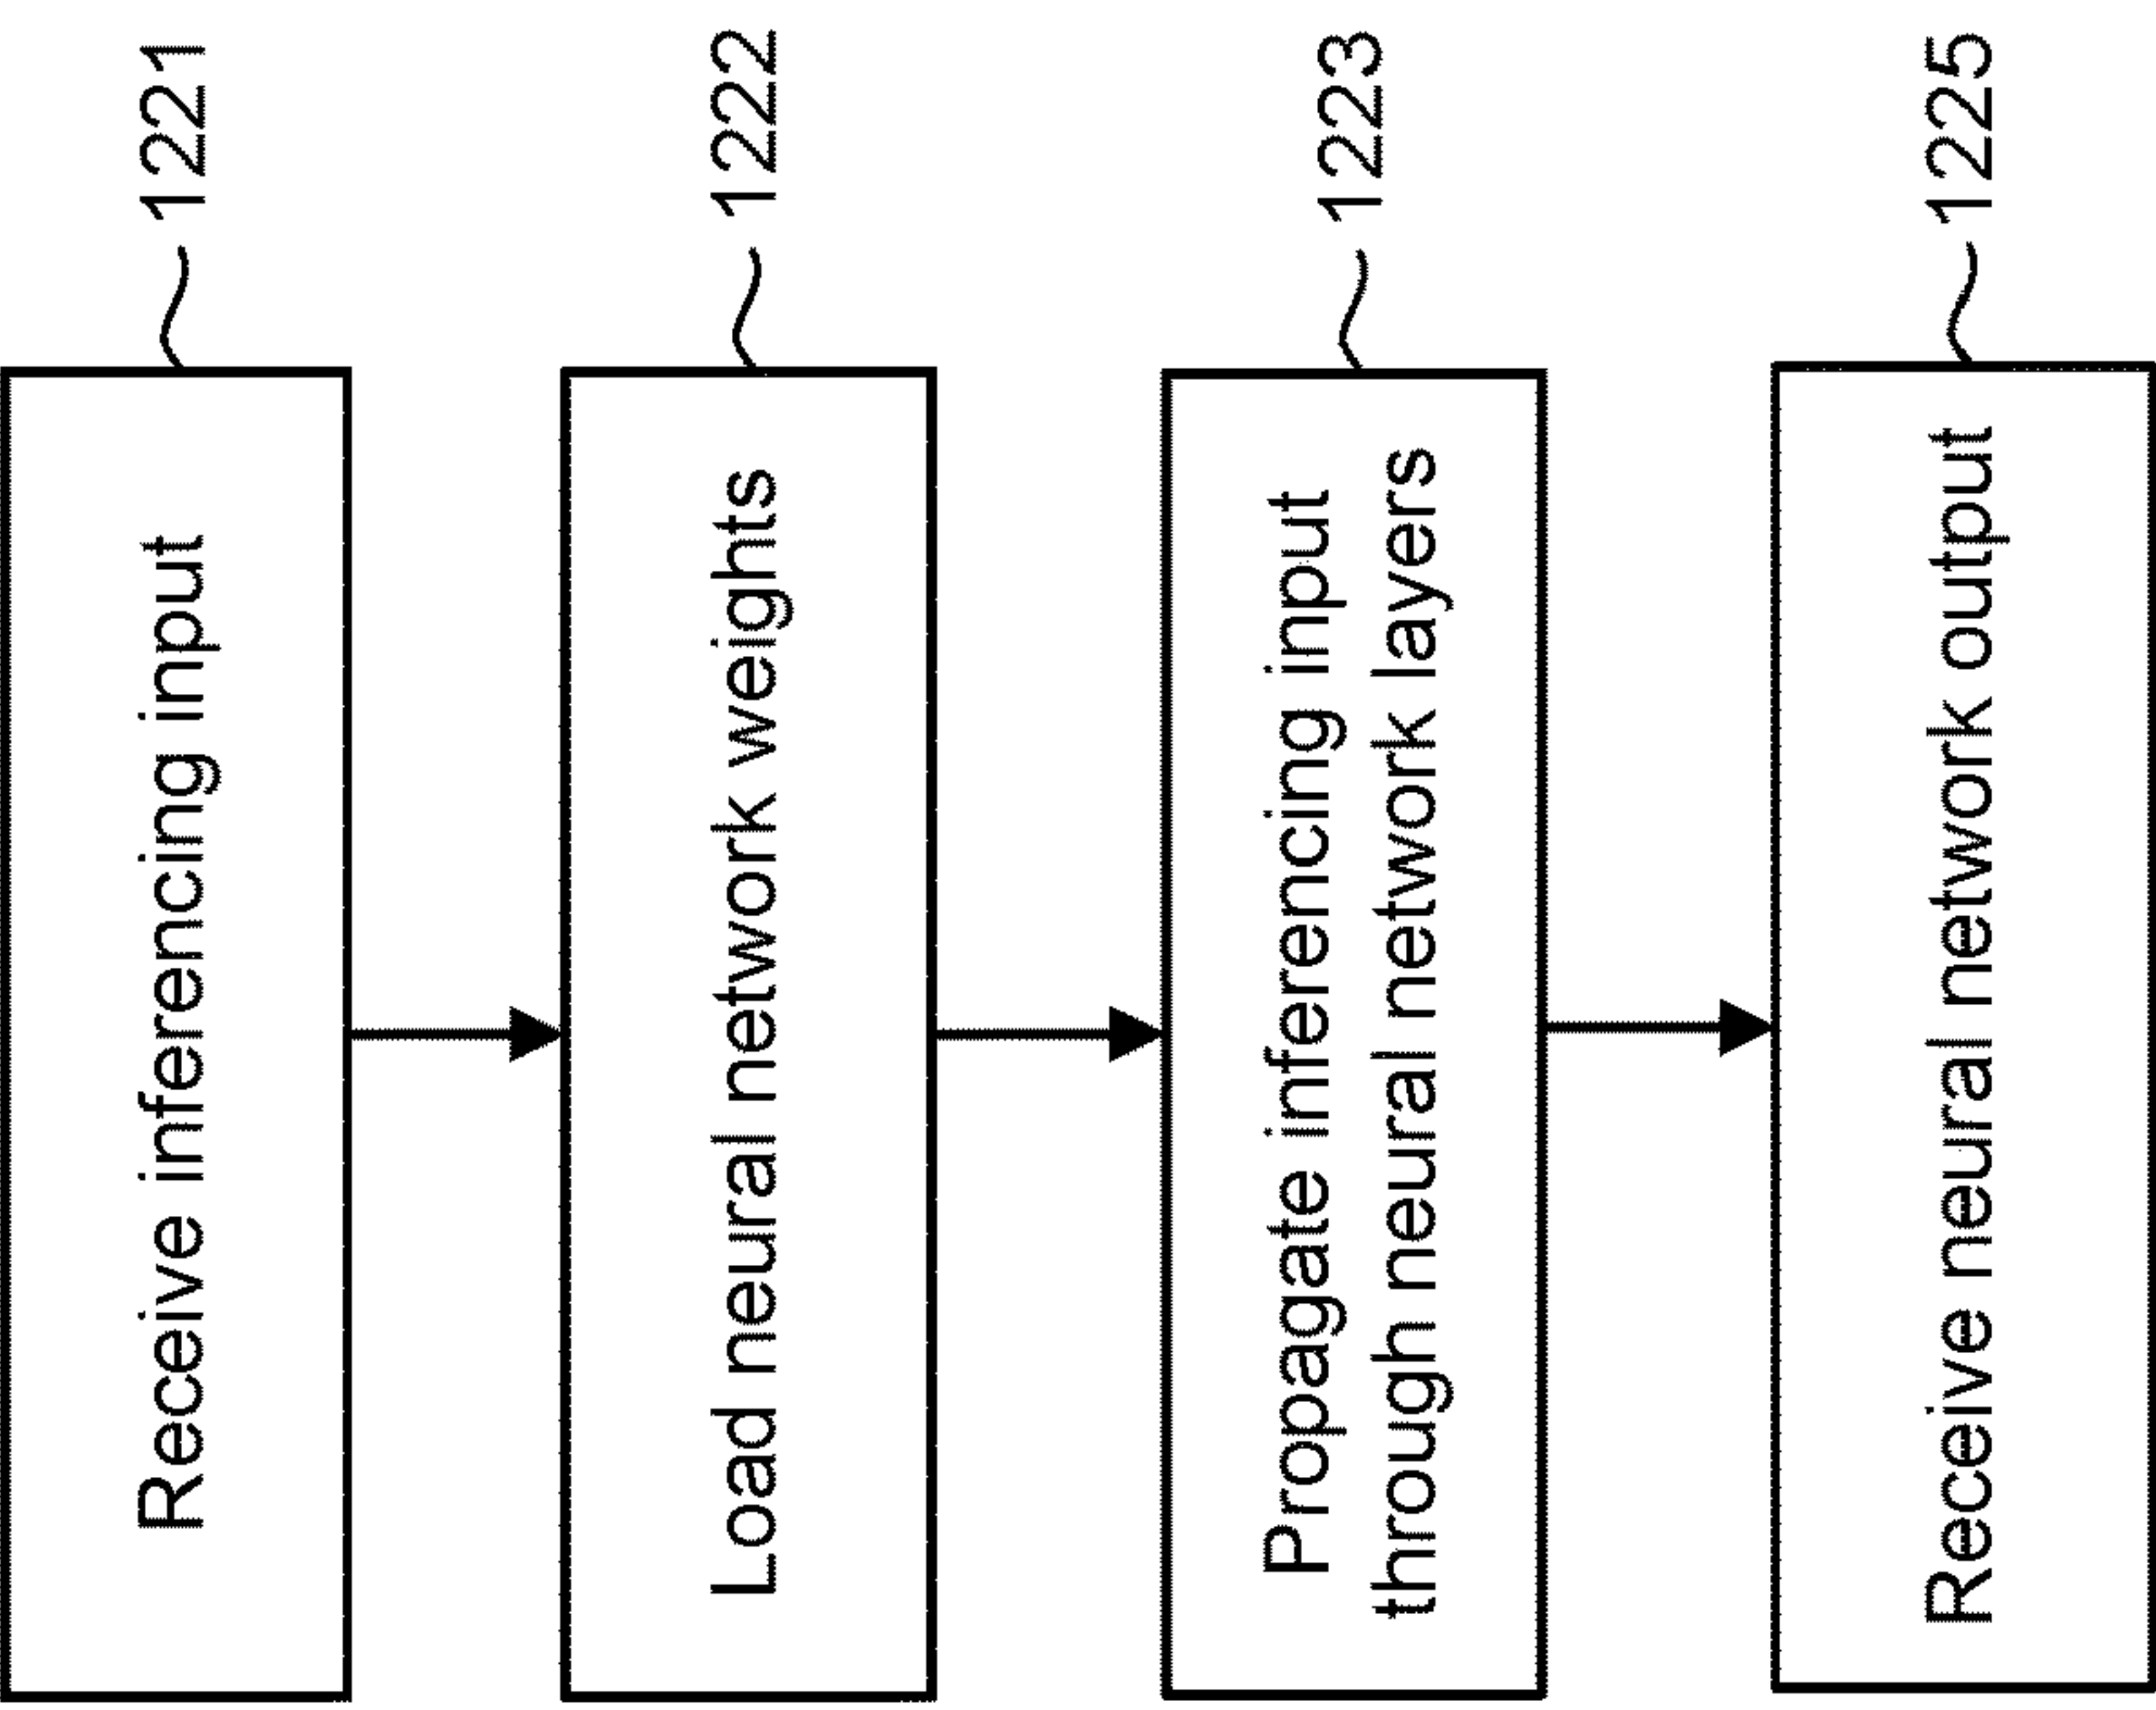 Receive inferencing input
1221
Load neural network weights
1222
Propagate inferencing input
through neural network layers
1223
Receive neural network output
1225